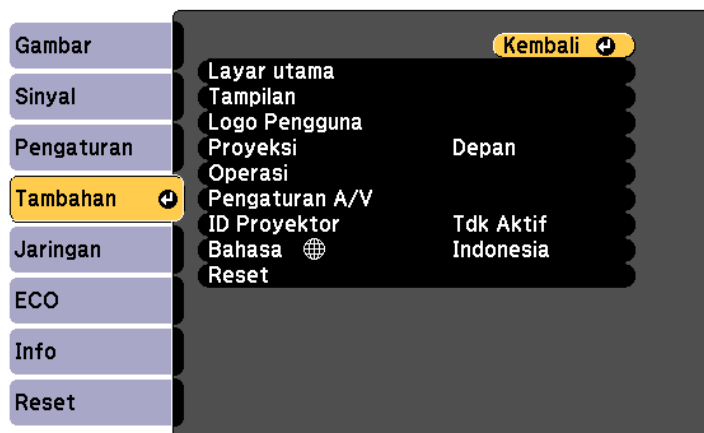 Gambar
Sinyal
Pengaturan
Tambahan
Jaringan
ECO
Info
Reset
Kembali
Layar utama
Tampilan
Logo Pengguna
Proyeksi Depan
Operasi
Pengaturan A/V
ID Proyektor Tdk Aktif
Bahasa Indonesia
Reset